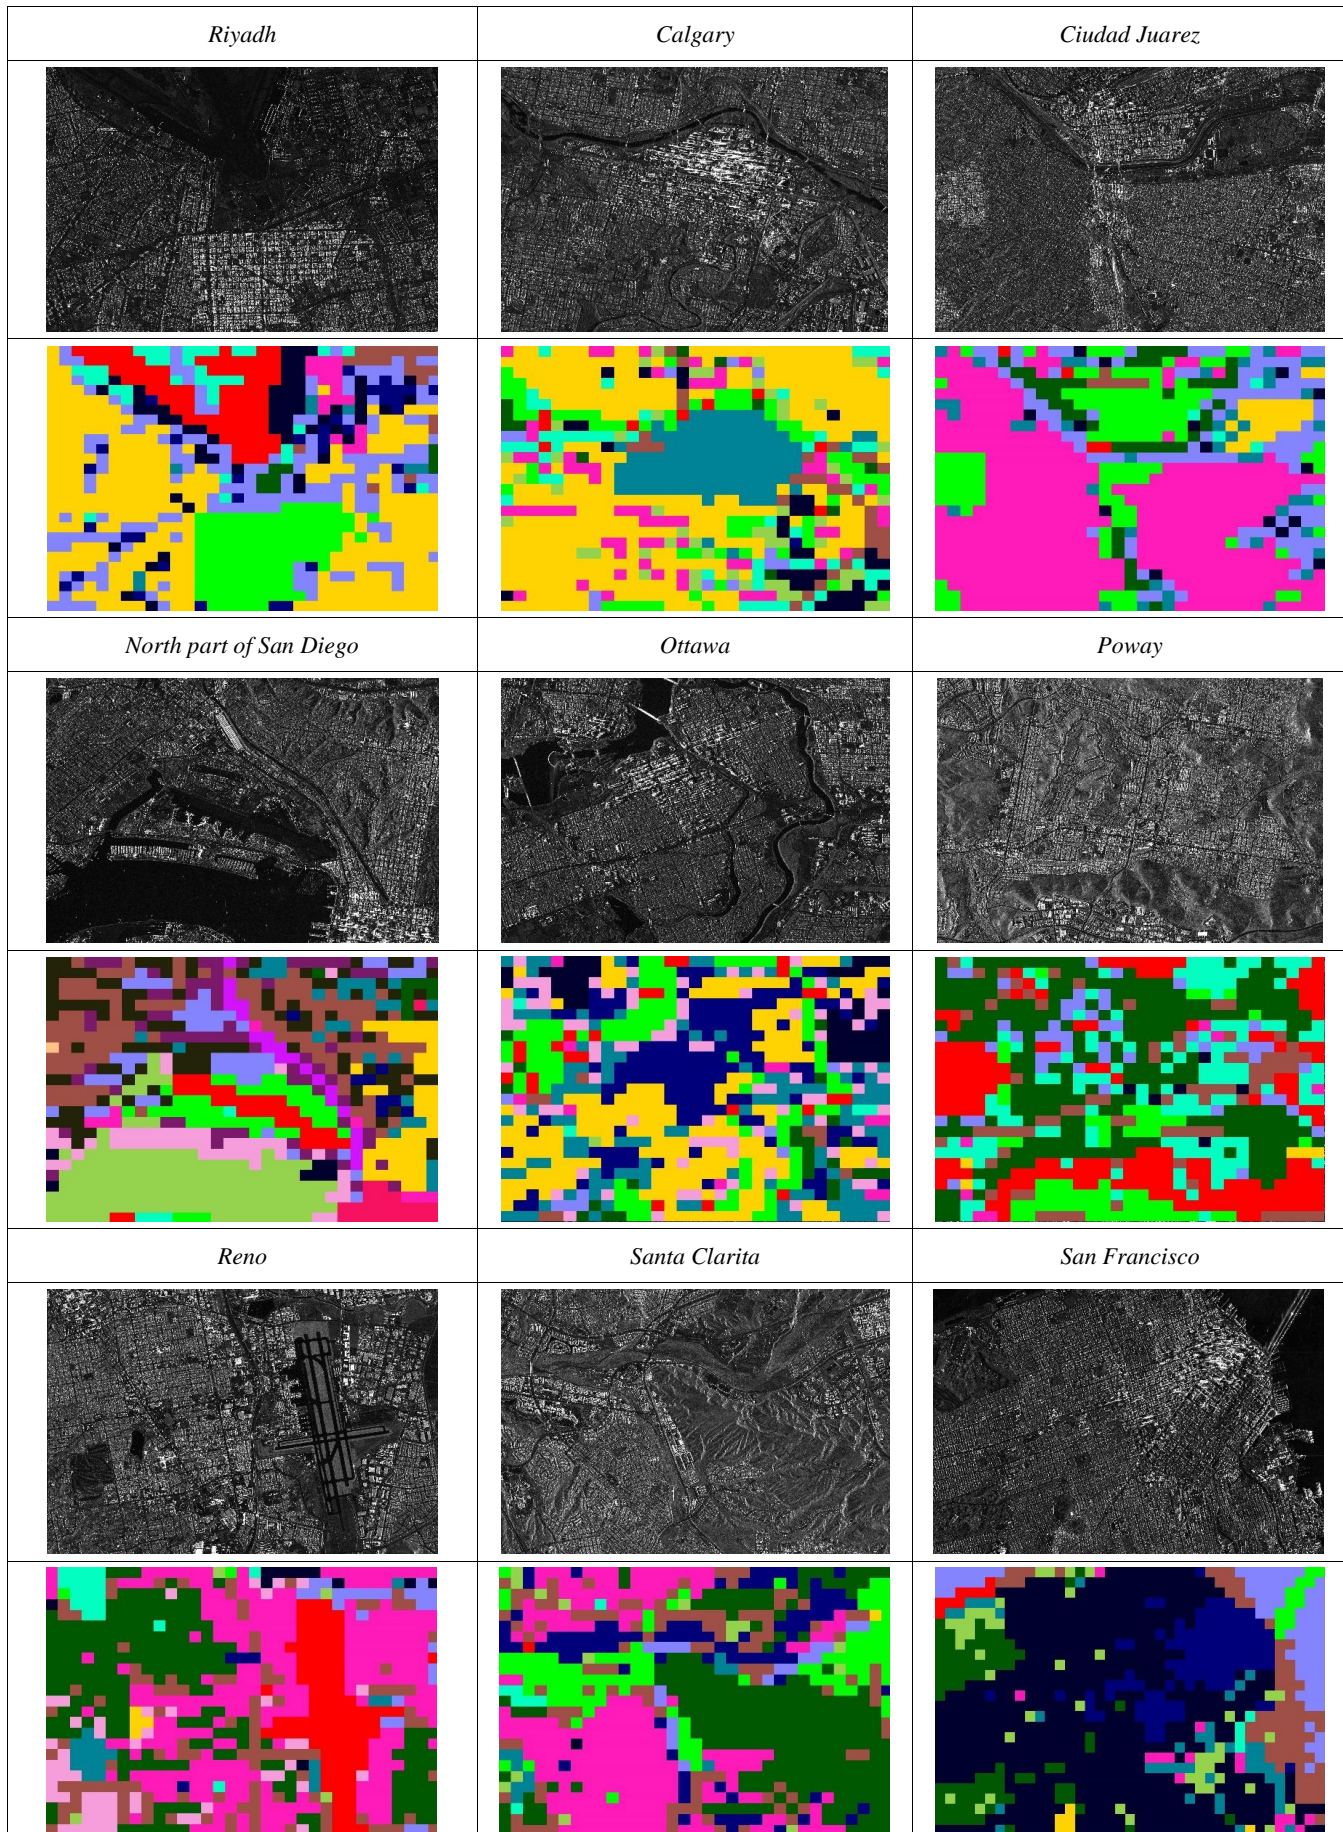 Riyadh
Calgary
Ciudad Juarez
North part of San Diego
Ottawa
Poway
Reno
Santa Clarita
San Francisco